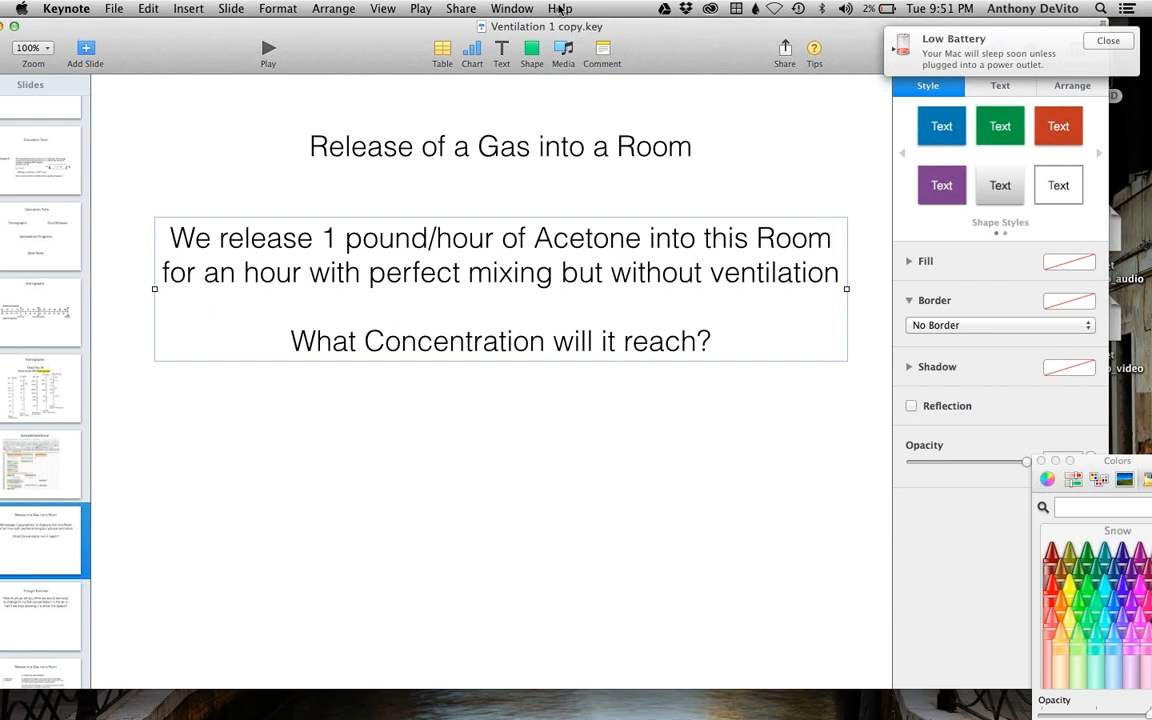 Keynote File Edit Insert Slide Format Arrange View Play Share Window Help 2% Tue 9:51 PM Anthony DeVito
Ventilation 1 copy.key
100%
Zoom Add Slide Play Table Chart Text Shape Media Comment Share Tips
Low Battery
Your Mac will sleep soon unless
plugged into a power outlet.
Close
Slides
Style Text Arrange
Release of a Gas into a Room
We release 1 pound/hour of Acetone into this Room
for an hour with perfect mixing but without ventilation
What Concentration will it reach?
Text Text Text
Text Text Text
Shape Styles
Fill
Border
No Border
Shadow
Reflection
Opacity
Colors
Snow
Opacity
D
et
o_audio
et
o_video